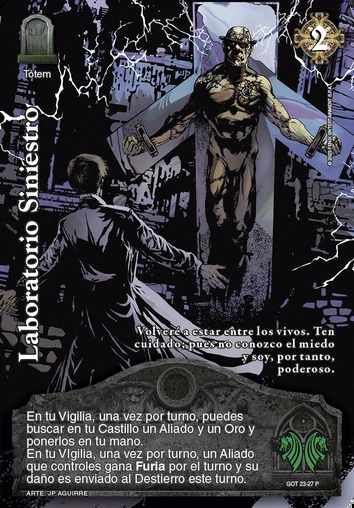 R.I.P.
2
Tótem
Laboratorio Siniestro
Volveré a estar entre los vivos. Ten
cuidado; pues no conozco el miedo
y soy, por tanto,
poderoso.
En tu Vigilia, una vez por turno, puedes
buscar en tu Castillo un Aliado y un Oro y
ponerlos en tu mano.
En tu Vigilia, una vez por turno, un Aliado
que controles gana Furia por el turno y su
daño es enviado al Destierro este turno.
GOT 23-27 P
ARTE: JP AGUIRRE